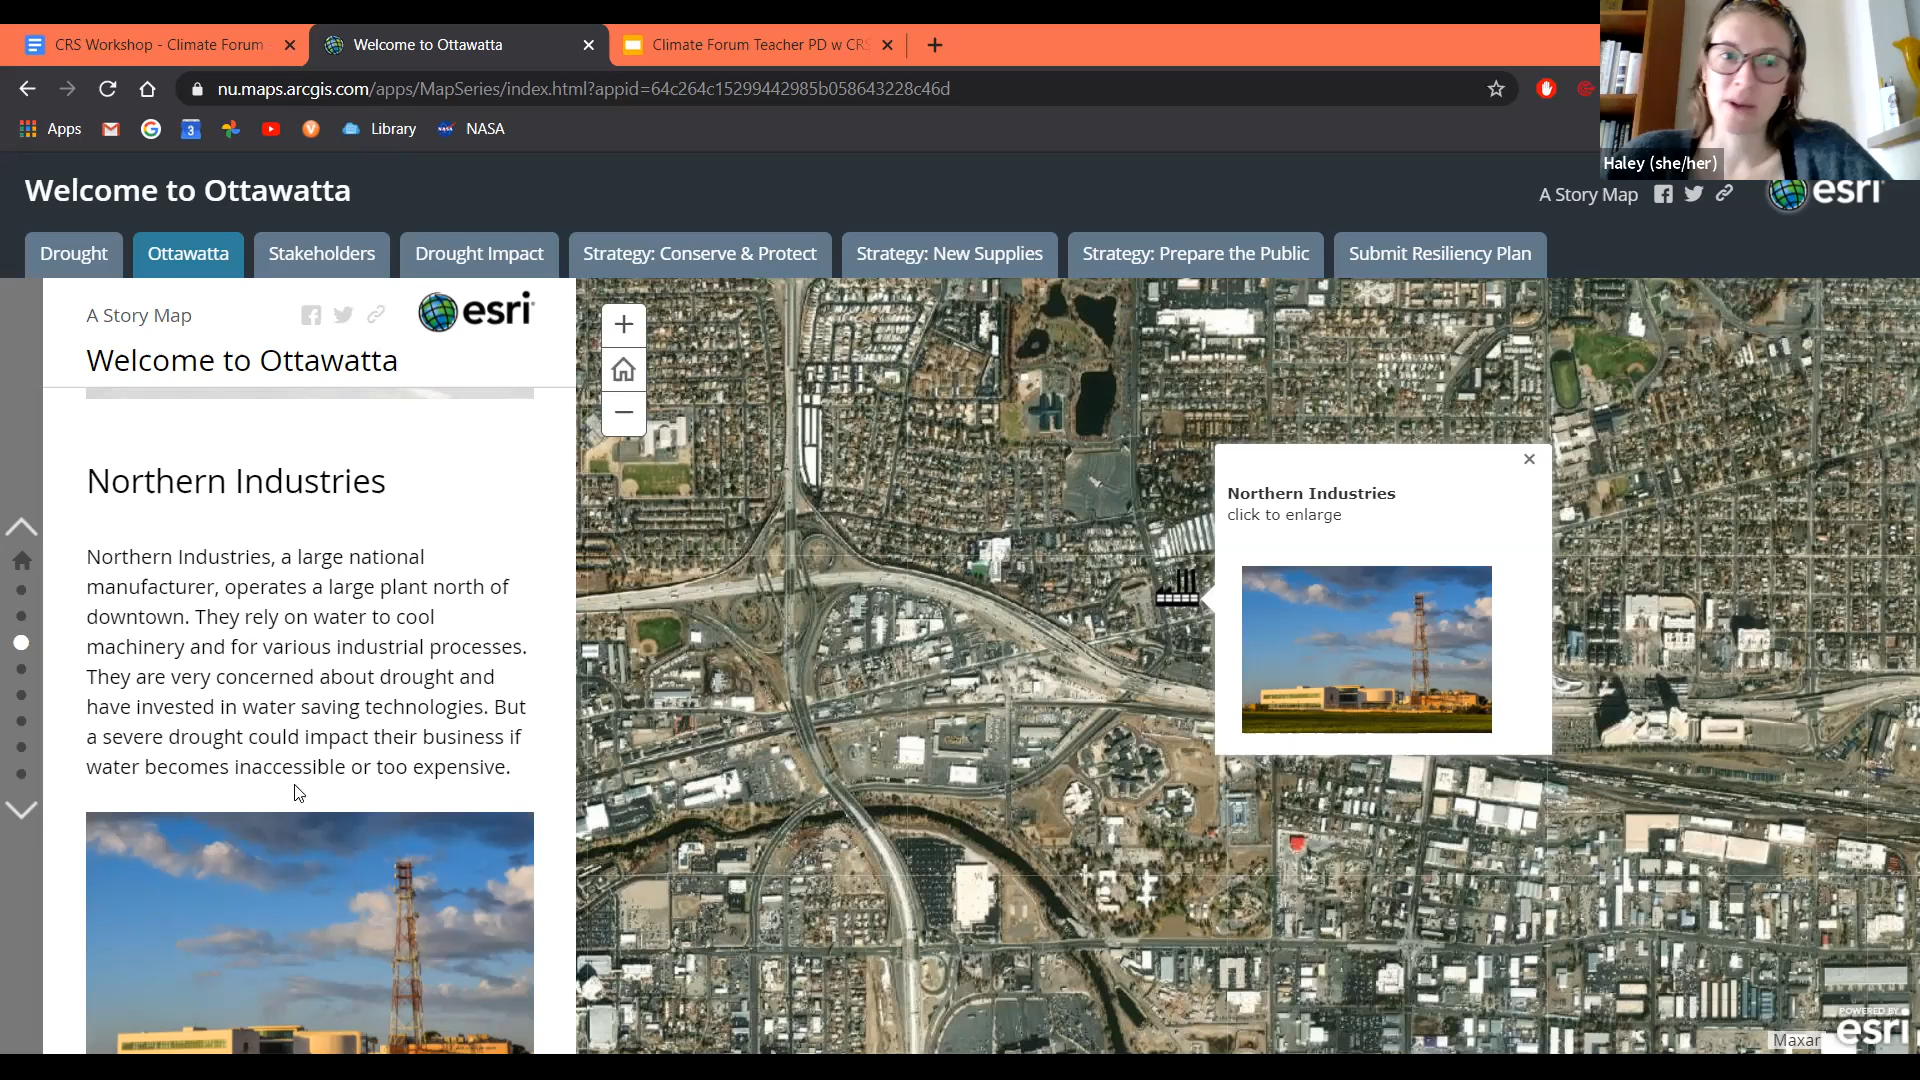 CRS Workshop - Climate Forum
Welcome to Ottawatta
Climate Forum Teacher PD w CRS
nu.maps.arcgis.com/apps/MapSeries/index.html?appid=64c264c15299442985b058643228c46d
Apps
3
Library
NASA
NASA
Haley (she/her)
Welcome to Ottawatta
A Story Map
esri
Drought
Ottawatta
Stakeholders
Drought Impact
Strategy: Conserve & Protect
Strategy: New Supplies
Strategy: Prepare the Public
Submit Resiliency Plan
A Story Map
esri
Welcome to Ottawatta
Northern Industries
Northern Industries, a large national
manufacturer, operates a large plant north of
downtown. They rely on water to cool
machinery and for various industrial processes.
They are very concerned about drought and
have invested in water saving technologies. But
a severe drought could impact their business if
water becomes inaccessible or too expensive.
Northern Industries
click to enlarge
POWERED BY
esri
Maxar